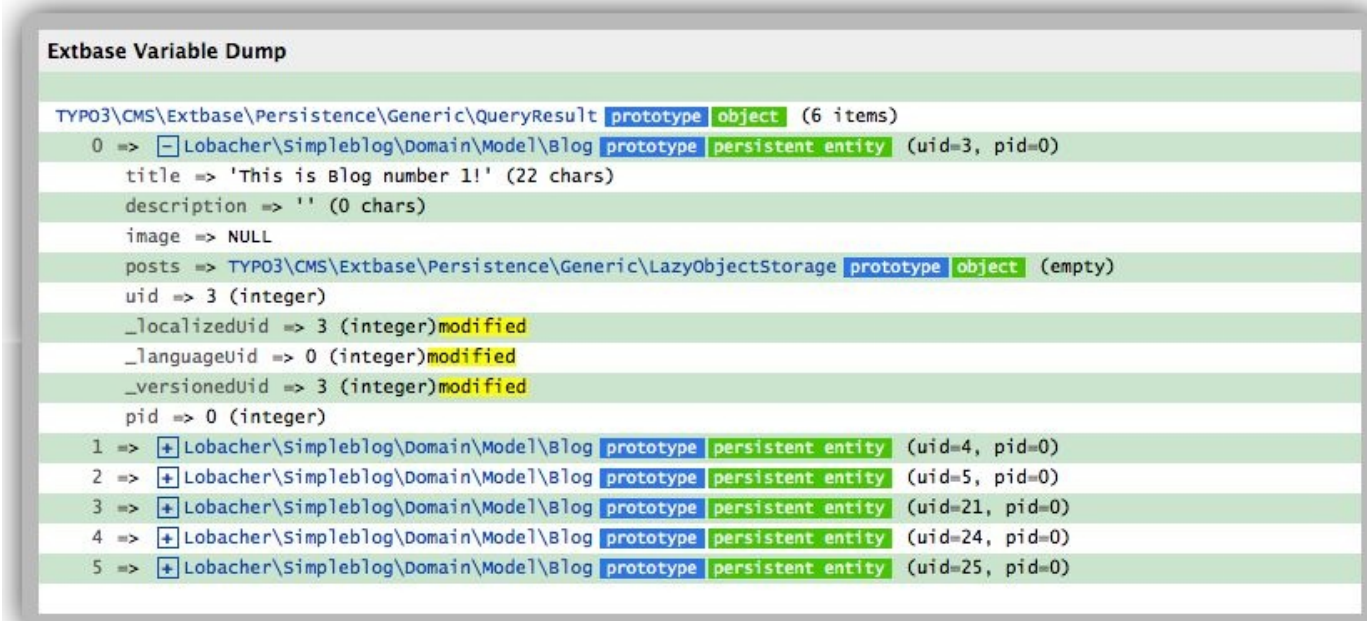 Extbase Variable Dump
TYPO3\CMS\Extbase\Persistence\Generic\QueryResult prototype object (6 items)
0 => - Lobacher\Simpleblog\Domain\Model\Blog prototype persistent entity (uid=3, pid=0)
title => 'This is Blog number 1!' (22 chars)
description => '' (0 chars)
image => NULL
posts => TYPO3\CMS\Extbase\Persistence\Generic\LazyObjectStorage prototype object (empty)
uid => 3 (integer)
_localizedUid => 3 (integer)modified
_languageUid => 0 (integer)modified
_versionedUid => 3 (integer)modified
pid => 0 (integer)
1 => + Lobacher\Simpleblog\Domain\Model\Blog prototype persistent entity (uid=4, pid=0)
2 => + Lobacher\Simpleblog\Domain\Model\Blog prototype persistent entity (uid=5, pid=0)
3 => + Lobacher\Simpleblog\Domain\Model\Blog prototype persistent entity (uid=21, pid=0)
4 => + Lobacher\Simpleblog\Domain\Model\Blog prototype persistent entity (uid=24, pid=0)
5 => + Lobacher\Simpleblog\Domain\Model\Blog prototype persistent entity (uid=25, pid=0)